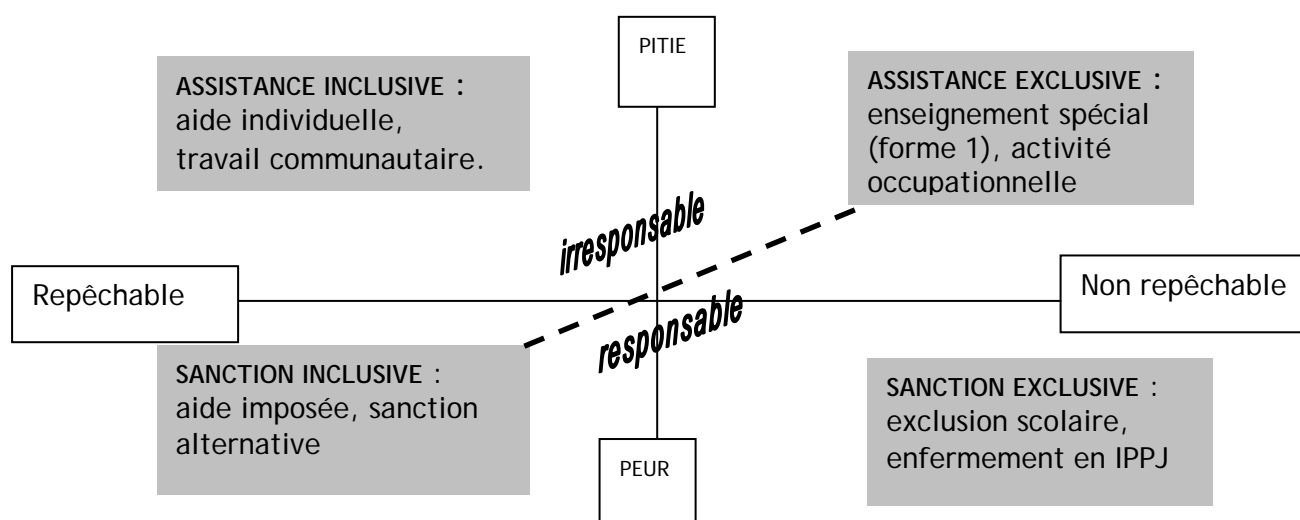 PITIE
ASSISTANCE INCLUSIVE :
aide individuelle,
travail communautaire.
ASSISTANCE EXCLUSIVE :
enseignement spécial
(forme 1), activité
occupationnelle
irresponsable
Repêchable
Non repêchable
responsable
SANCTION INCLUSIVE :
aide imposée, sanction
alternative
SANCTION EXCLUSIVE :
exclusion scolaire,
enfermement en IPPJ
PEUR